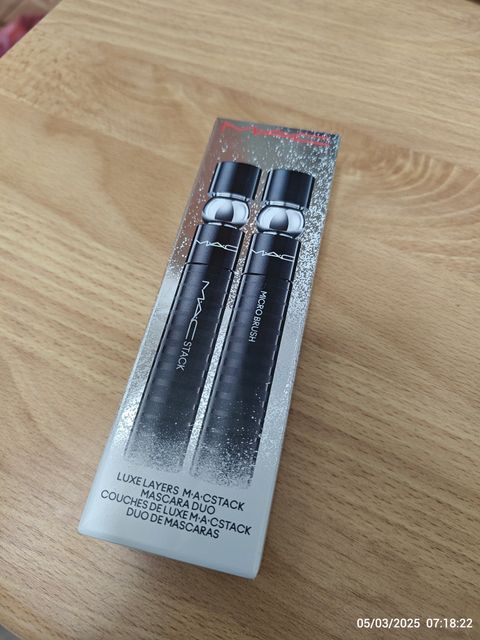 MAC
MAC
MAC
MAC STACK
MICRO BRUSH
LUXE LAYERS M·A·CSTACK
MASCARA DUO
COUCHES DE LUXE M·A·CSTACK
DUO DE MASCARAS
05/03/2025 07:18:22